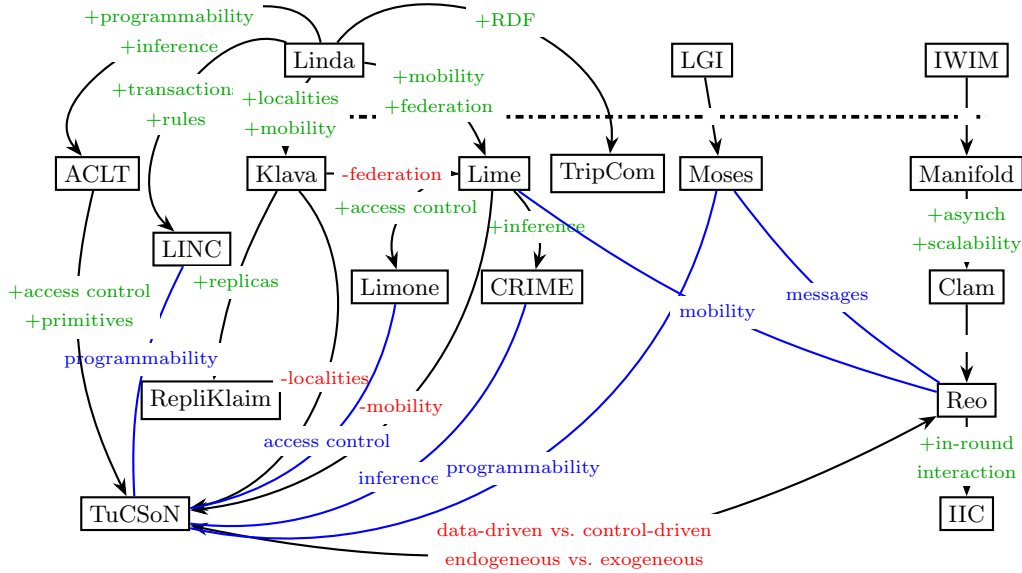 +programmability
+RDF
+inference
Linda
LGI
IWIM
+mobility
+transactions
+localities
+federation
+rules
+mobility
ACLT
Klava
-federation
Lime
TripCom
Moses
Manifold
+access control
+asynch
+inference
LINC
+scalability
+replicas
Limone
CRIME
Clam
+access control
messages
mobility
+primitives
programmability
-localities
RepliKlaim
-mobility
Reo
access control
+in-round
programmability
interaction
inference
TuCSoN
IIC
data-driven vs. control-driven
endogeneous vs. exogeneous